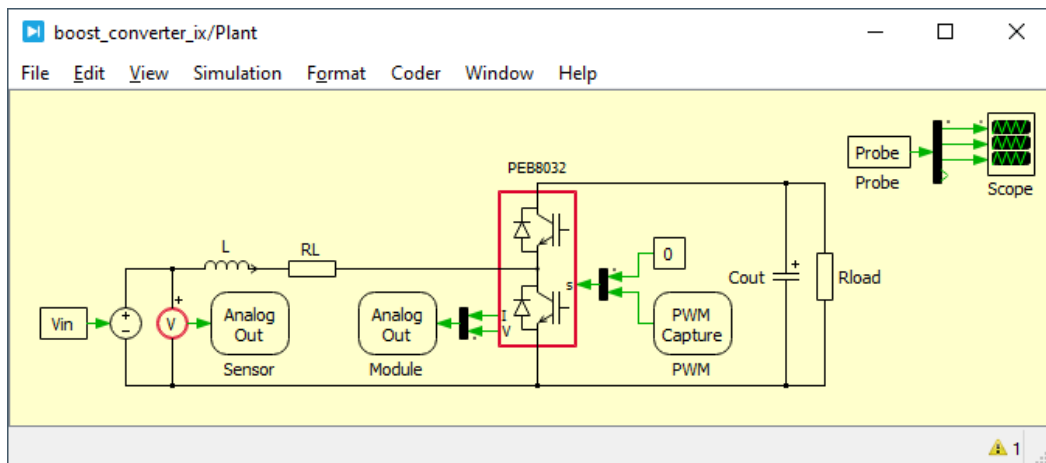 boost_converter_ix/Plant
File Edit View Simulation Format Coder Window Help
PEB8032
Probe
Probe
Scope
L
RL
0
s
Cout
+
Rload
Vin
+
−
+
V
Analog
Out
Sensor
Analog
Out
Module
I
V
PWM
Capture
PWM
1